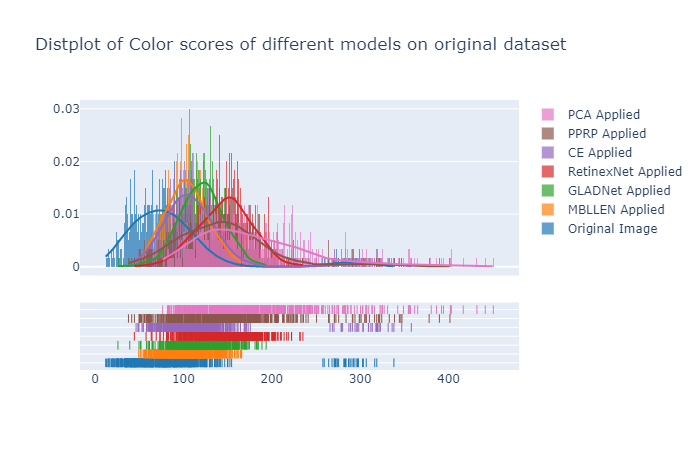 Distplot of Color scores of different models on original dataset
0.03
0.02
0.01
0
0
100
200
300
400
PCA Applied
PPRP Applied
CE Applied
RetinexNet Applied
GLADNet Applied
MBLLEN Applied
Original Image